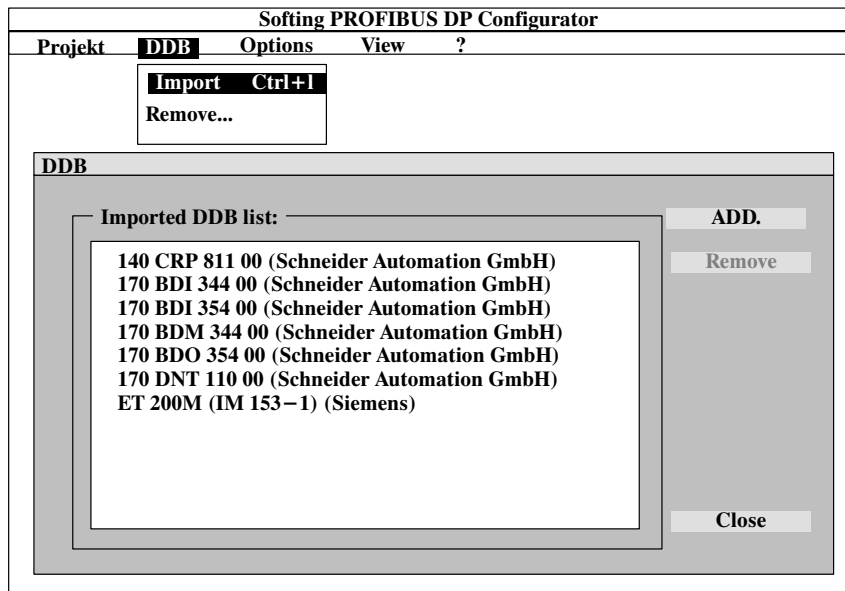 Softing PROFIBUS DP Configurator
Projekt DDB Options View ?
Import Ctrl+l
Remove...
DDB
Imported DDB list:
ADD.
140 CRP 811 00 (Schneider Automation GmbH)
Remove
170 BDI 344 00 (Schneider Automation GmbH)
170 BDI 354 00 (Schneider Automation GmbH)
170 BDM 344 00 (Schneider Automation GmbH)
170 BDO 354 00 (Schneider Automation GmbH)
170 DNT 110 00 (Schneider Automation GmbH)
ET 200M (IM 153−1) (Siemens)
Close